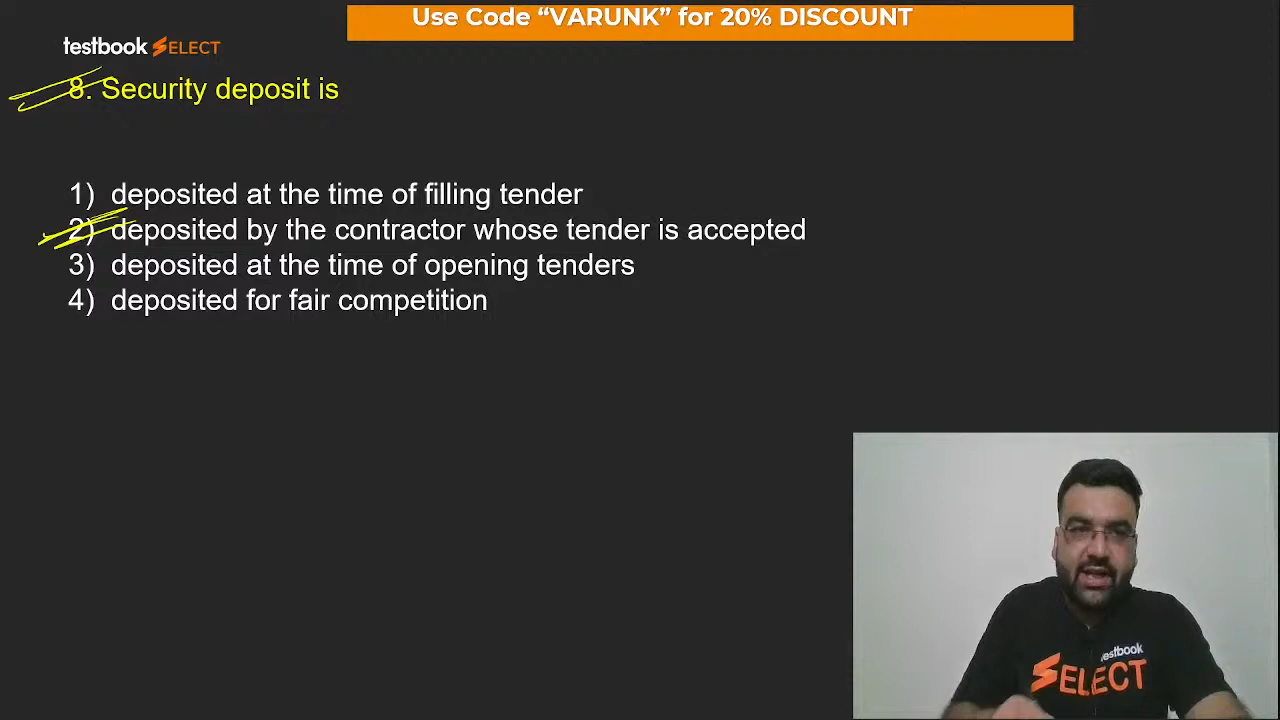 Use Code “VARUNK” for 20% DISCOUNT
testbook SELECT
8. Security deposit is
1) deposited at the time of filling tender
2) deposited by the contractor whose tender is accepted
3) deposited at the time of opening tenders
4) deposited for fair competition
testbook
SELECT